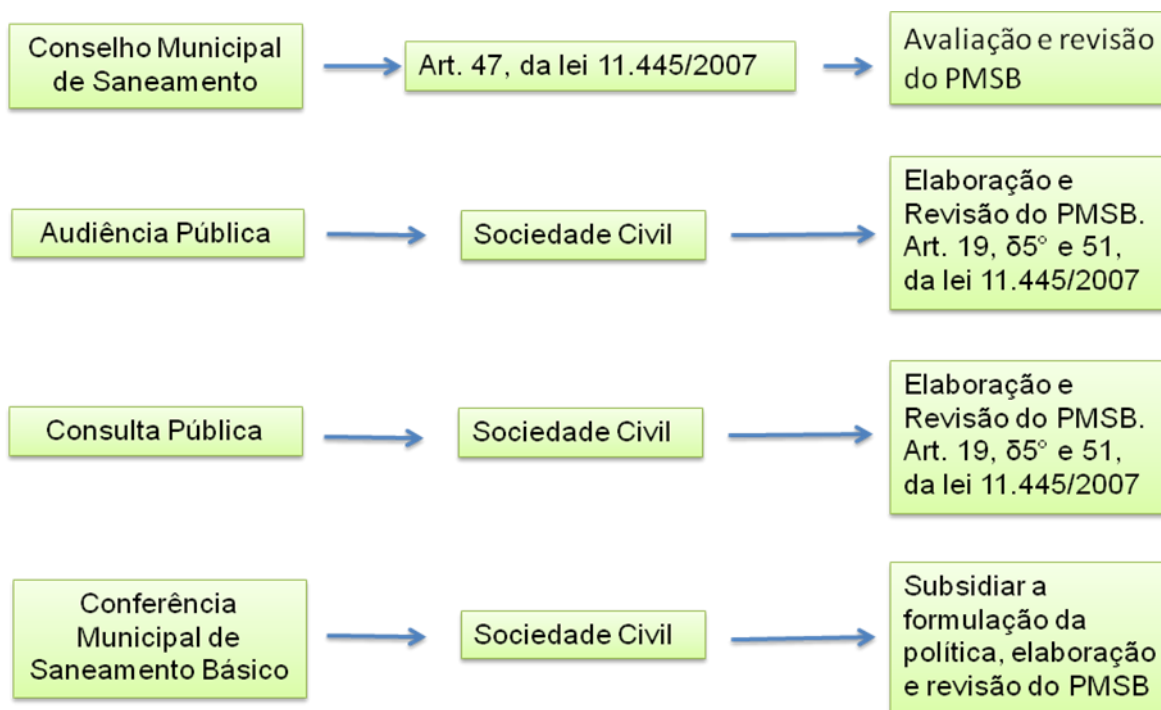 Conselho Municipal
de Saneamento
Art. 47, da lei 11.445/2007
Avaliação e revisão
do PMSB
Audiência Pública
Sociedade Civil
Elaboração e
Revisão do PMSB.
Art. 19, δ5° e 51,
da lei 11.445/2007
Consulta Pública
Sociedade Civil
Elaboração e
Revisão do PMSB.
Art. 19, δ5° e 51,
da lei 11.445/2007
Conferência
Municipal de
Saneamento Básico
Sociedade Civil
Subsidiar a
formulação da
política, elaboração
e revisão do PMSB